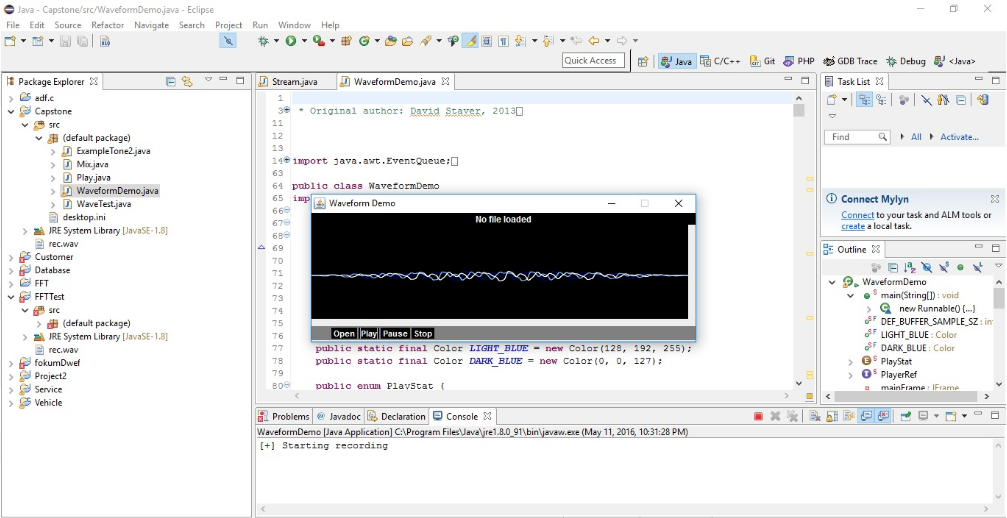 Java - Capstone/src/WaveformDemo.java - Eclipse
File Edit Source Refactor Navigate Search Project Run Window Help
Quick Access
Java
C/C++
Git
PHP
GDB Trace
Debug
<Java>
Package Explorer
adf.c
Capstone
src
(default package)
ExampleTone2.java
Mix.java
Play.java
WaveformDemo.java
WaveTest.java
desktop.ini
JRE System Library [JavaSE-1.8]
rec.wav
Customer
Database
FFT
FFTTest
src
(default package)
JRE System Library [JavaSE-1.8]
rec.wav
fokumDwef
Project2
Service
Vehicle
Stream.java
WaveformDemo.java
1
3 * Original author: David Staver, 2013
11
12
14 import java.awt.EventQueue;
63
64 public class WaveformDemo
65 imp
66
67
68
69
70
71
72
73
74
75
76
77 public static final Color LIGHT_BLUE = new Color(128, 192, 255);
78 public static final Color DARK_BLUE = new Color(0, 0, 127);
79
80 public enum PlayStat {
Waveform Demo
No file loaded
Open Play Pause Stop
Task List
Find
All
Activate...
Connect Mylyn
Connect to your task and ALM tools or
create a local task.
Outline
WaveformDemo
main(String[]) : void
new Runnable() {...}
DEF_BUFFER_SAMPLE_SZ : int
LIGHT_BLUE : Color
DARK_BLUE : Color
PlayStat
PlayerRef
mainFrame : JFrame
Problems
Javadoc
Declaration
Console
WaveformDemo [Java Application] C:\Program Files\Java\jre1.8.0_91\bin\javaw.exe (May 11, 2016, 10:31:28 PM)
[+] Starting recording